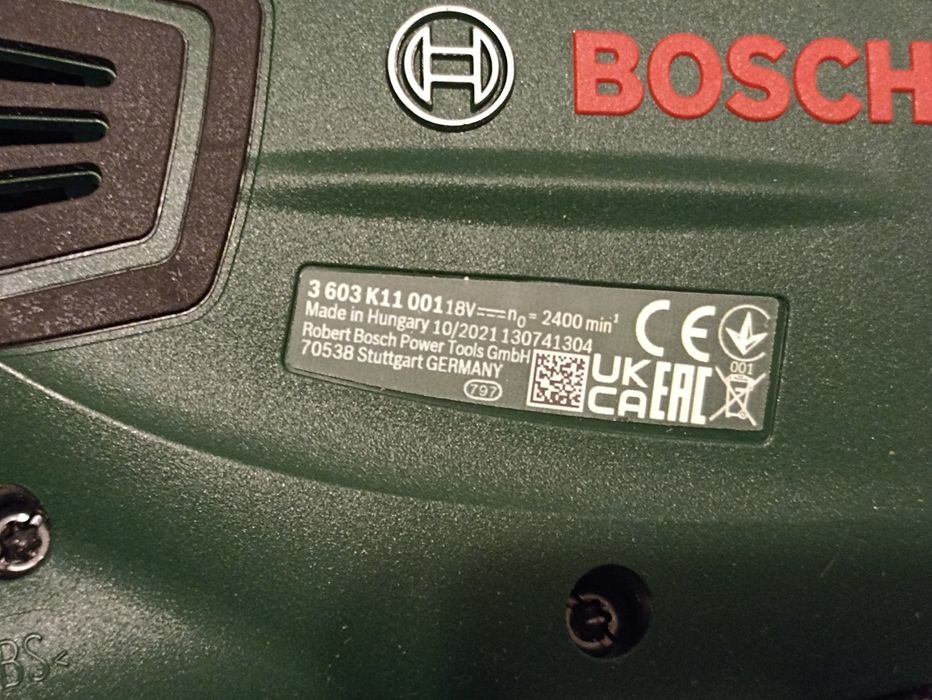 BOSCH
3 603 K11 001 18V⎓ n₀ = 2400 min⁻¹
Made in Hungary 10/2021 130741304
Robert Bosch Power Tools GmbH
70538 Stuttgart GERMANY
797
CE
001
UK
CA
EAC
BS<